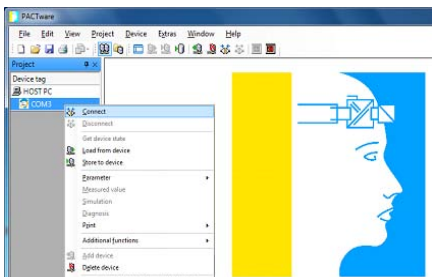 PACTware
File Edit View Project Device Extras Window Help
Project
Device tag
HOST PC
COM3
Connect
Disconnect
Get device state
Load from device
Store to device
Parameter
Measured value
Simulation
Diagnosis
Print
Additional functions
Add device
Delete device